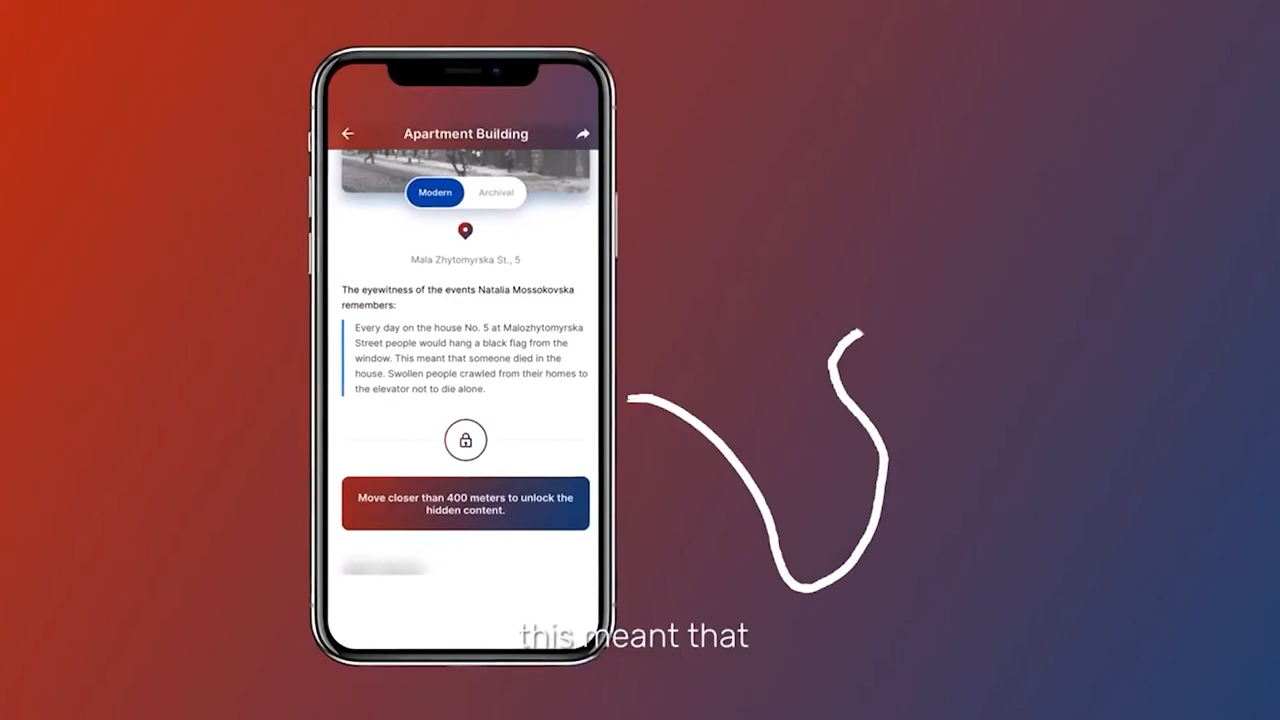 Apartment Building
Modern
Archival
Mala Zhytomyrska St., 5
The eyewitness of the events Natalia Mossokovska
remembers:
Every day on the house No. 5 at Malozhytomyrska
Street people would hang a black flag from the
window. This meant that someone died in the
house. Swollen people crawled from their homes to
the elevator not to die alone.
Move closer than 400 meters to unlock the
hidden content.
this meant that